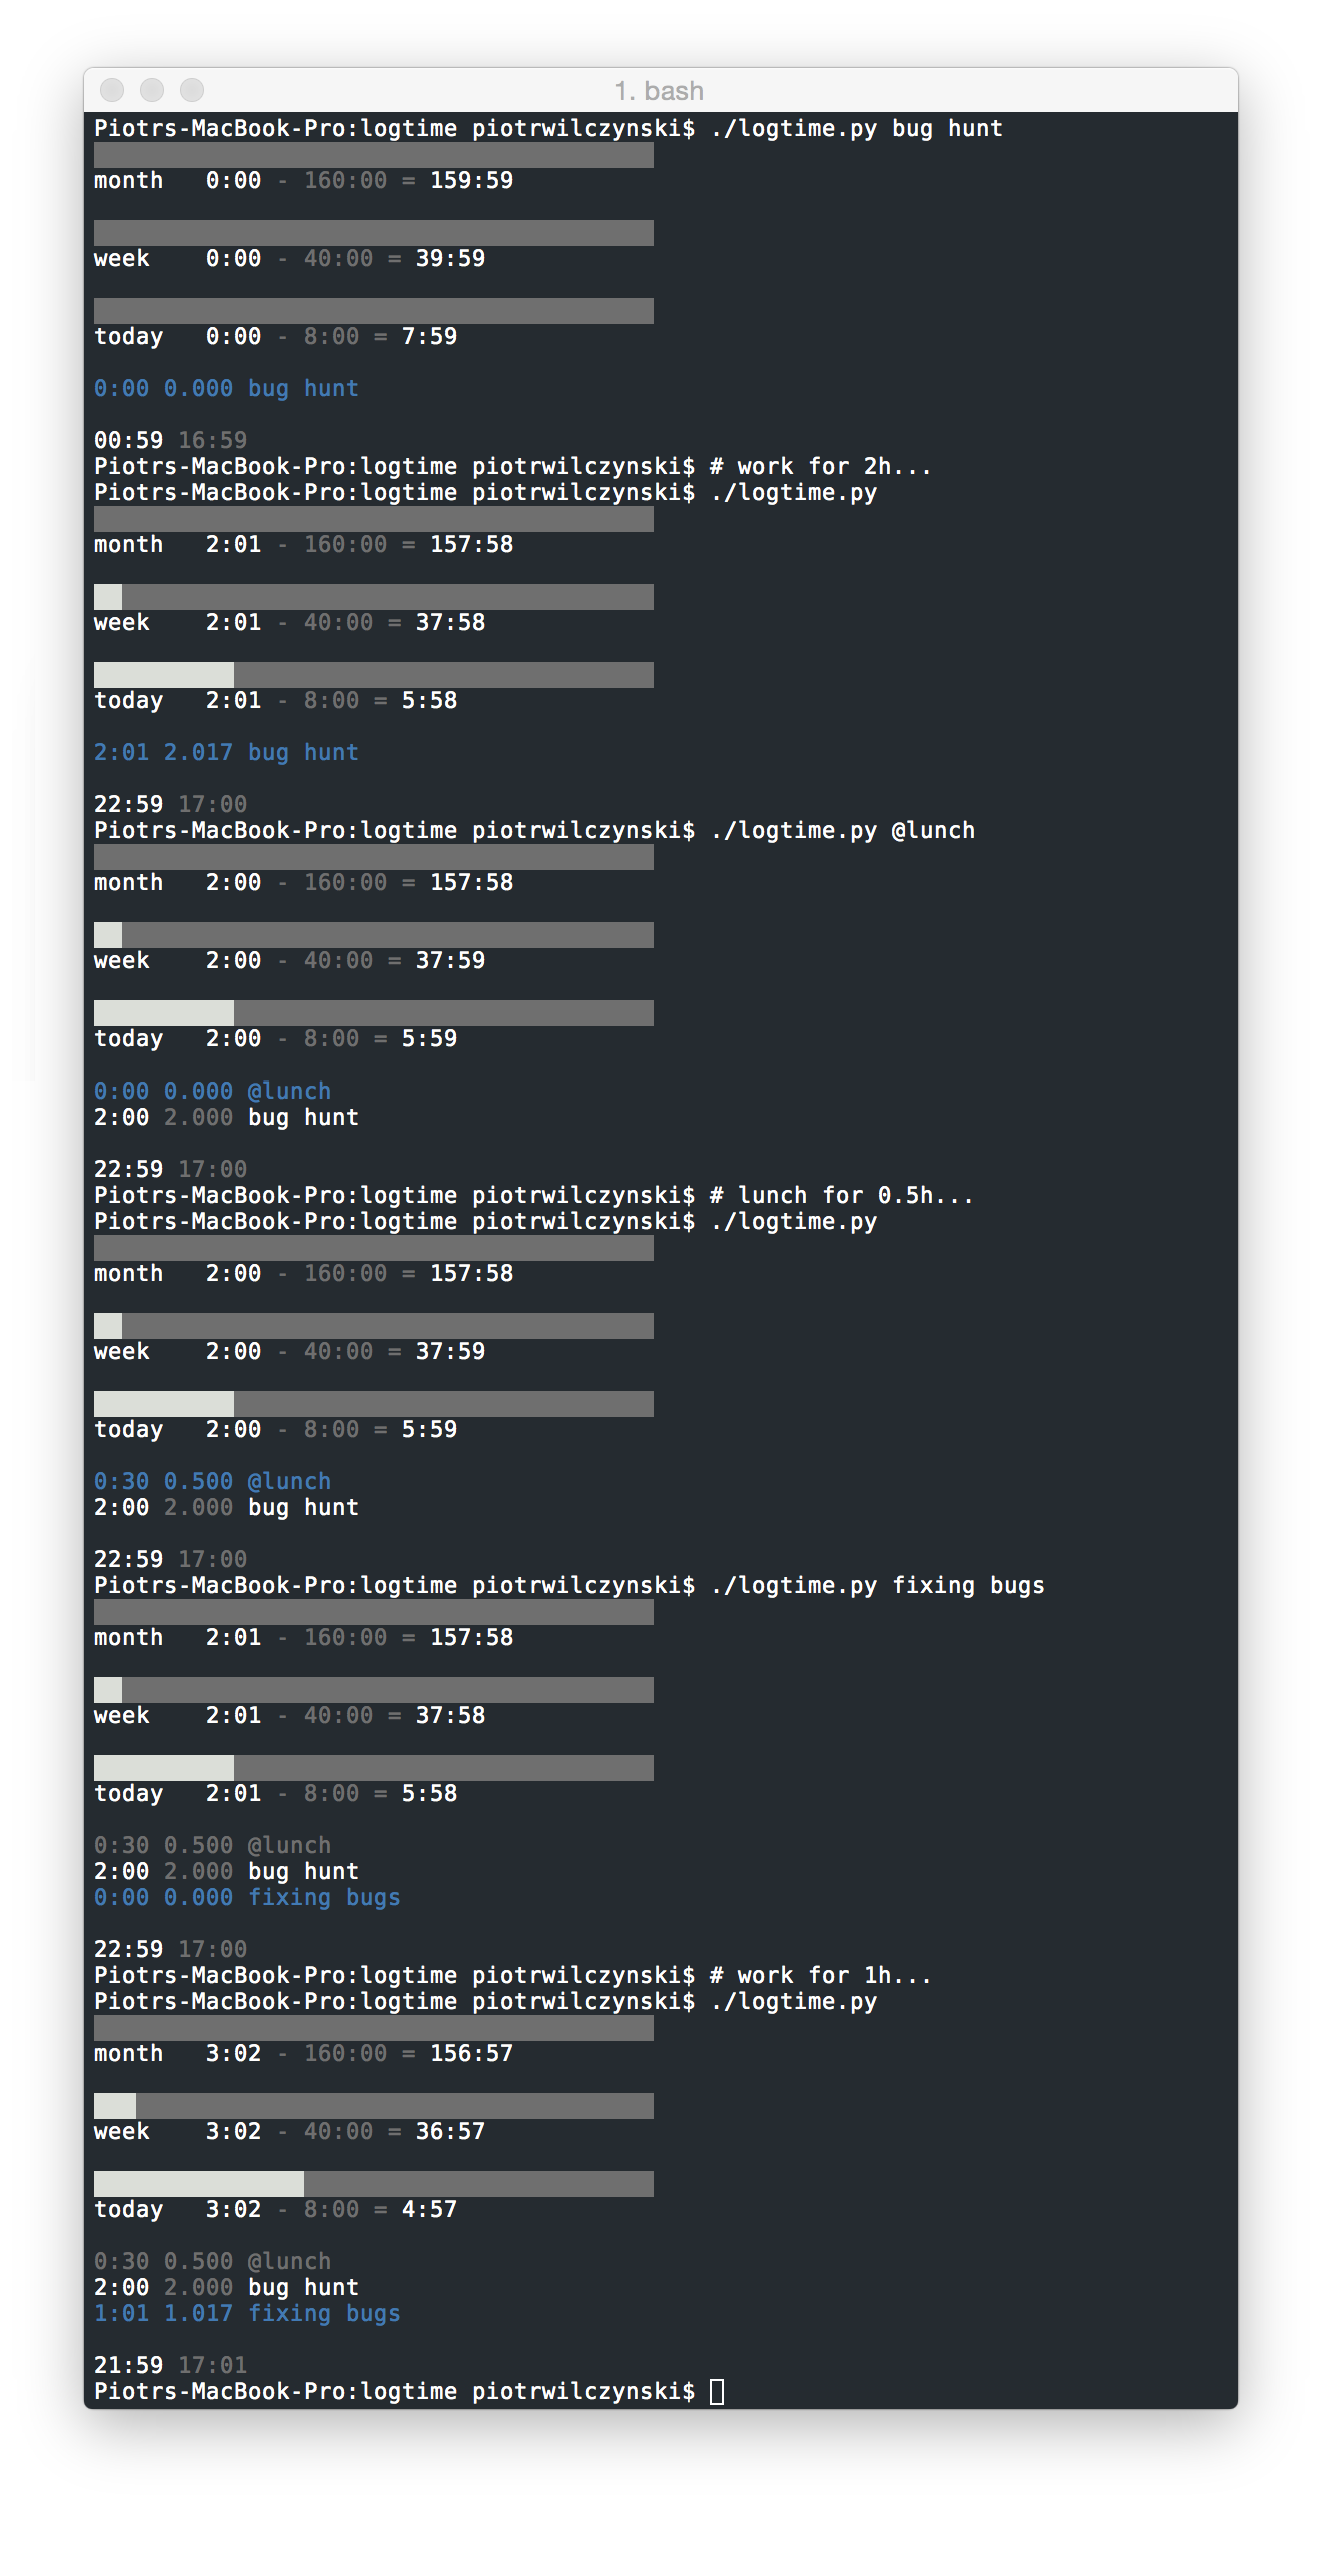 1. bash
Piotrs-MacBook-Pro:logtime piotrwilczynski$ ./logtime.py bug hunt
month   0:00 - 160:00 = 159:59
week    0:00 - 40:00 = 39:59
today   0:00 - 8:00 = 7:59
0:00 0.000 bug hunt
00:59 16:59
Piotrs-MacBook-Pro:logtime piotrwilczynski$ # work for 2h...
Piotrs-MacBook-Pro:logtime piotrwilczynski$ ./logtime.py
month   2:01 - 160:00 = 157:58
week    2:01 - 40:00 = 37:58
today   2:01 - 8:00 = 5:58
2:01 2.017 bug hunt
22:59 17:00
Piotrs-MacBook-Pro:logtime piotrwilczynski$ ./logtime.py @lunch
month   2:00 - 160:00 = 157:58
week    2:00 - 40:00 = 37:59
today   2:00 - 8:00 = 5:59
0:00 0.000 @lunch
2:00 2.000 bug hunt
22:59 17:00
Piotrs-MacBook-Pro:logtime piotrwilczynski$ # lunch for 0.5h...
Piotrs-MacBook-Pro:logtime piotrwilczynski$ ./logtime.py
month   2:00 - 160:00 = 157:58
week    2:00 - 40:00 = 37:59
today   2:00 - 8:00 = 5:59
0:30 0.500 @lunch
2:00 2.000 bug hunt
22:59 17:00
Piotrs-MacBook-Pro:logtime piotrwilczynski$ ./logtime.py fixing bugs
month   2:01 - 160:00 = 157:58
week    2:01 - 40:00 = 37:58
today   2:01 - 8:00 = 5:58
0:30 0.500 @lunch
2:00 2.000 bug hunt
0:00 0.000 fixing bugs
22:59 17:00
Piotrs-MacBook-Pro:logtime piotrwilczynski$ # work for 1h...
Piotrs-MacBook-Pro:logtime piotrwilczynski$ ./logtime.py
month   3:02 - 160:00 = 156:57
week    3:02 - 40:00 = 36:57
today   3:02 - 8:00 = 4:57
0:30 0.500 @lunch
2:00 2.000 bug hunt
1:01 1.017 fixing bugs
21:59 17:01
Piotrs-MacBook-Pro:logtime piotrwilczynski$